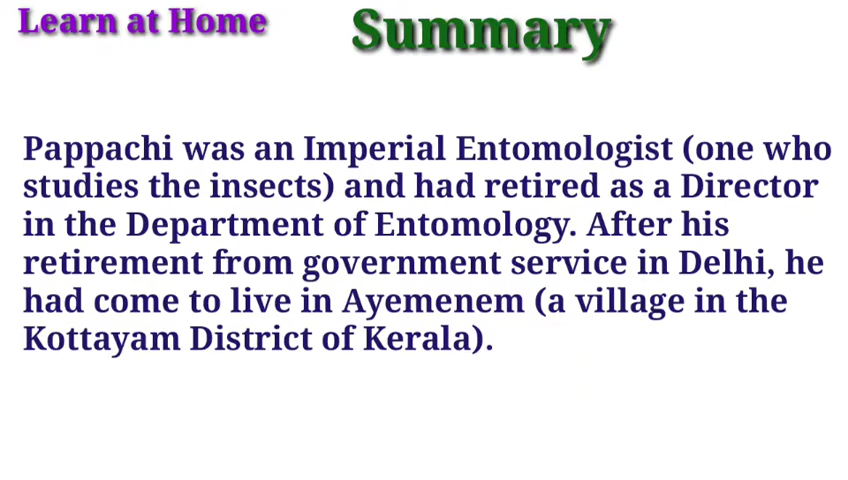 Learn at Home
Summary
Pappachi was an Imperial Entomologist (one who
studies the insects) and had retired as a Director
in the Department of Entomology. After his
retirement from government service in Delhi, he
had come to live in Ayemenem (a village in the
Kottayam District of Kerala).